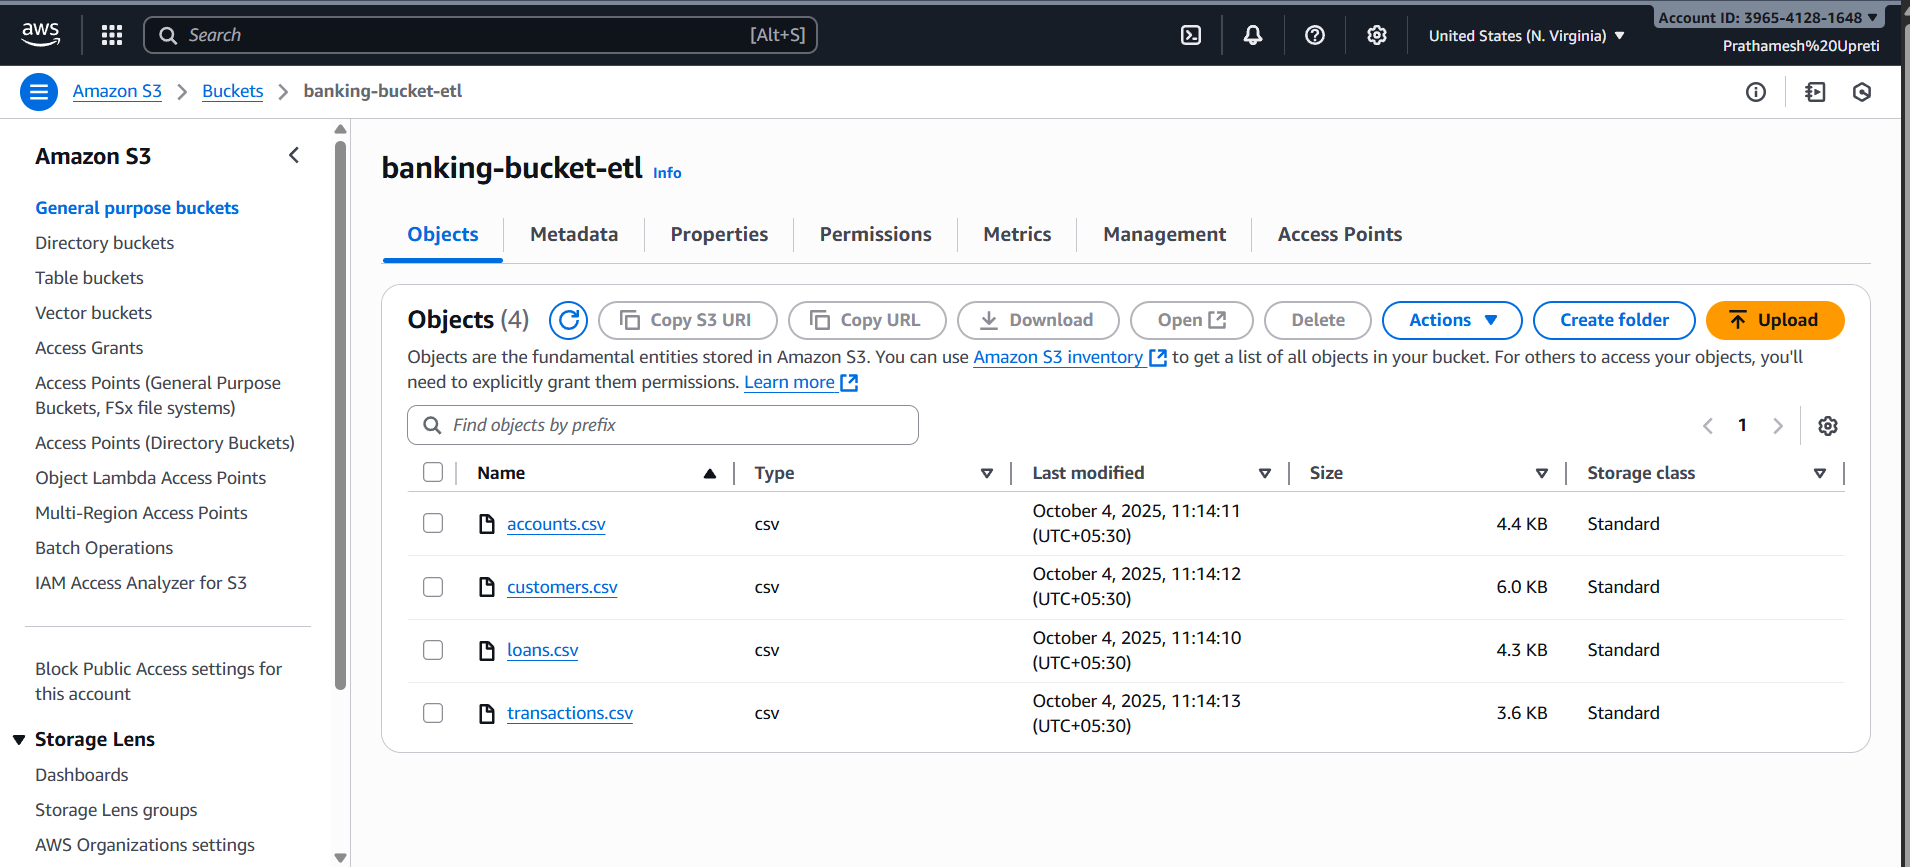 aws
Search
[Alt+S]
United States (N. Virginia)
Account ID: 3965-4128-1648
Prathamesh%20Upreti
Amazon S3
Buckets
banking-bucket-etl
Amazon S3
General purpose buckets
Directory buckets
Table buckets
Vector buckets
Access Grants
Access Points (General Purpose
Buckets, FSx file systems)
Access Points (Directory Buckets)
Object Lambda Access Points
Multi-Region Access Points
Batch Operations
IAM Access Analyzer for S3
Block Public Access settings for
this account
Storage Lens
Dashboards
Storage Lens groups
AWS Organizations settings
banking-bucket-etl Info
Objects Metadata Properties Permissions Metrics Management Access Points
Objects (4) Copy S3 URI Copy URL Download Open Delete Actions Create folder Upload
Objects are the fundamental entities stored in Amazon S3. You can use Amazon S3 inventory to get a list of all objects in your bucket. For others to access your objects, you'll
need to explicitly grant them permissions. Learn more
Find objects by prefix
1
Name Type Last modified Size Storage class
accounts.csv csv October 4, 2025, 11:14:11 4.4 KB Standard
(UTC+05:30)
customers.csv csv October 4, 2025, 11:14:12 6.0 KB Standard
(UTC+05:30)
loans.csv csv October 4, 2025, 11:14:10 4.3 KB Standard
(UTC+05:30)
transactions.csv csv October 4, 2025, 11:14:13 3.6 KB Standard
(UTC+05:30)